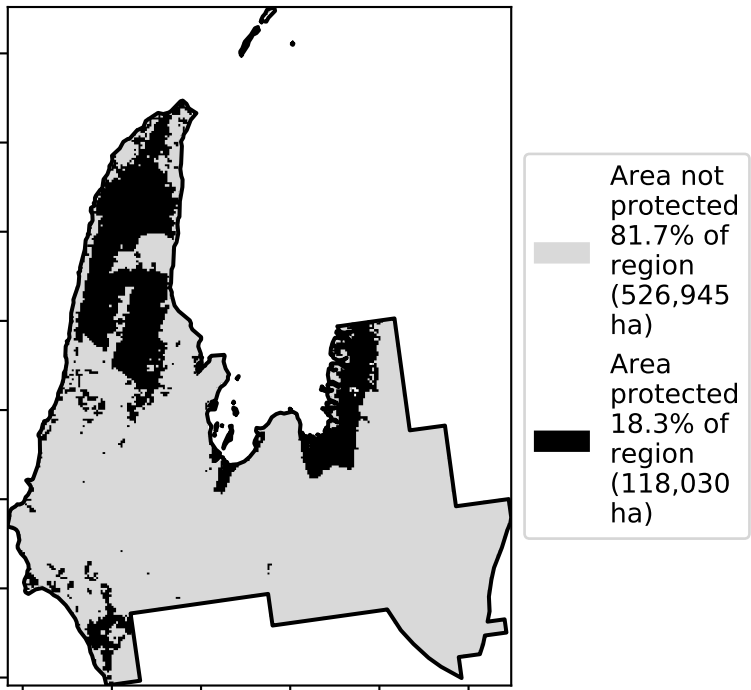 Area not
protected
81.7% of
region
(526,945
ha)
Area
protected
18.3% of
region
(118,030
ha)